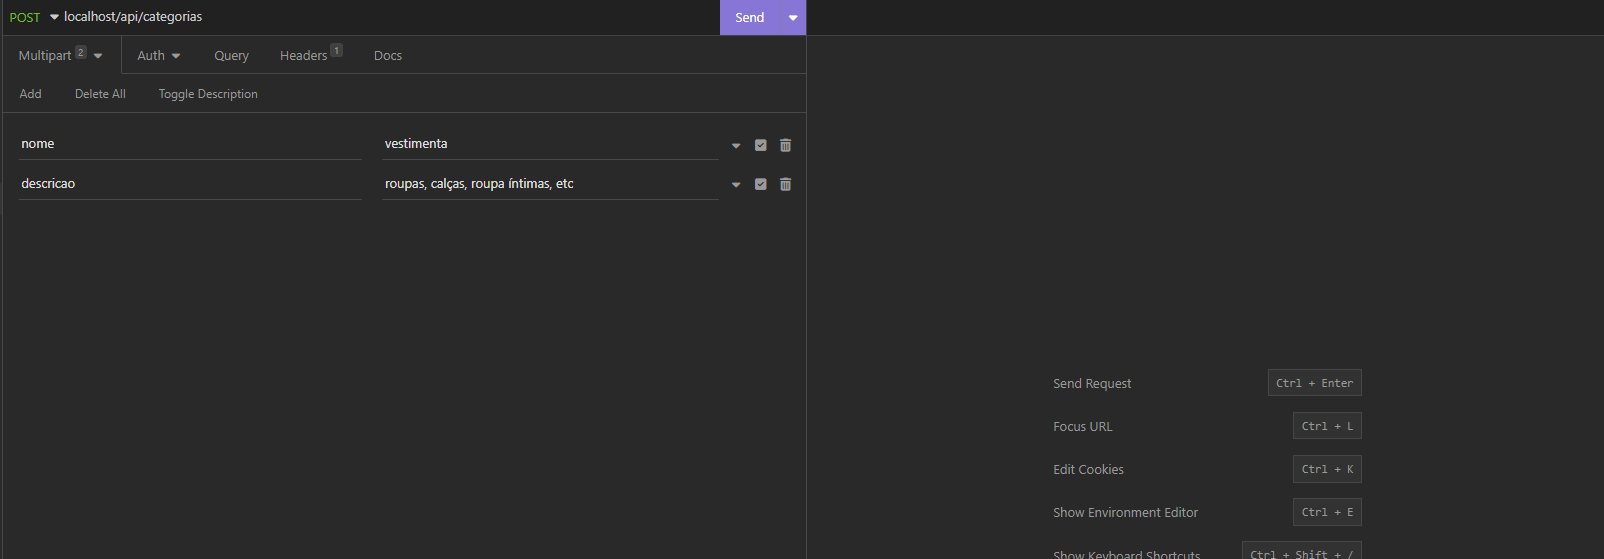 POST localhost/api/categorias Send
Multipart 2 Auth Query Headers 1 Docs
Add Delete All Toggle Description
nome vestimenta
descricao roupas, calças, roupa íntimas, etc
Send Request Ctrl + Enter
Focus URL Ctrl + L
Edit Cookies Ctrl + K
Show Environment Editor Ctrl + E
Show Keyboard Shortcuts Ctrl + Shift + /